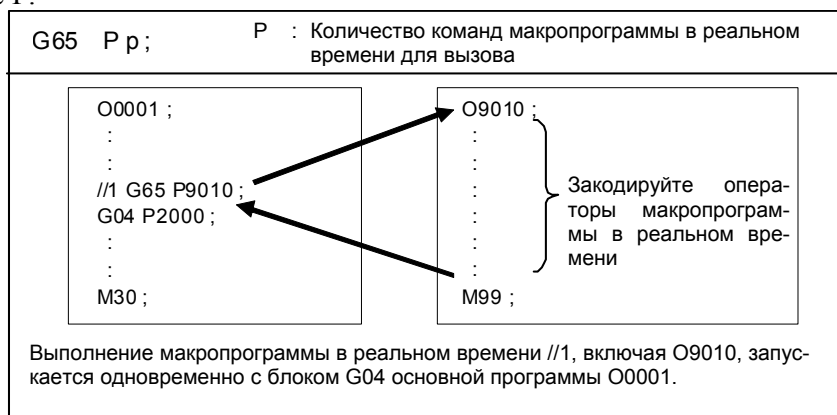 G65 P p ;
P : Количество команд макропрограммы в реальном
времени для вызова
O0001 ;
:
:
//1 G65 P9010 ;
G04 P2000 ;
:
:
M30 ;
O9010 ;
:
:
:
:
:
:
M99 ;
Закодируйте опера-
торы макропрограм-
мы в реальном вре-
мени
Выполнение макропрограммы в реальном времени //1, включая O9010, запус-
кается одновременно с блоком G04 основной программы O0001.